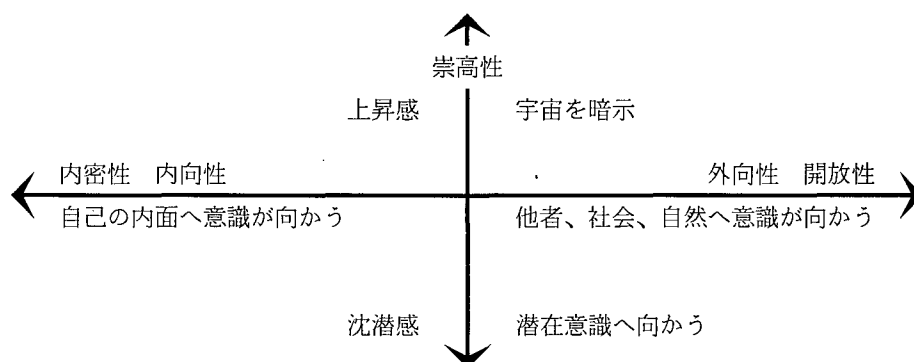 崇高性
上昇感 宇宙を暗示
内密性 内向性 外向性 開放性
自己の内面へ意識が向かう 他者、社会、自然へ意識が向かう
沈潜感 潜在意識へ向かう